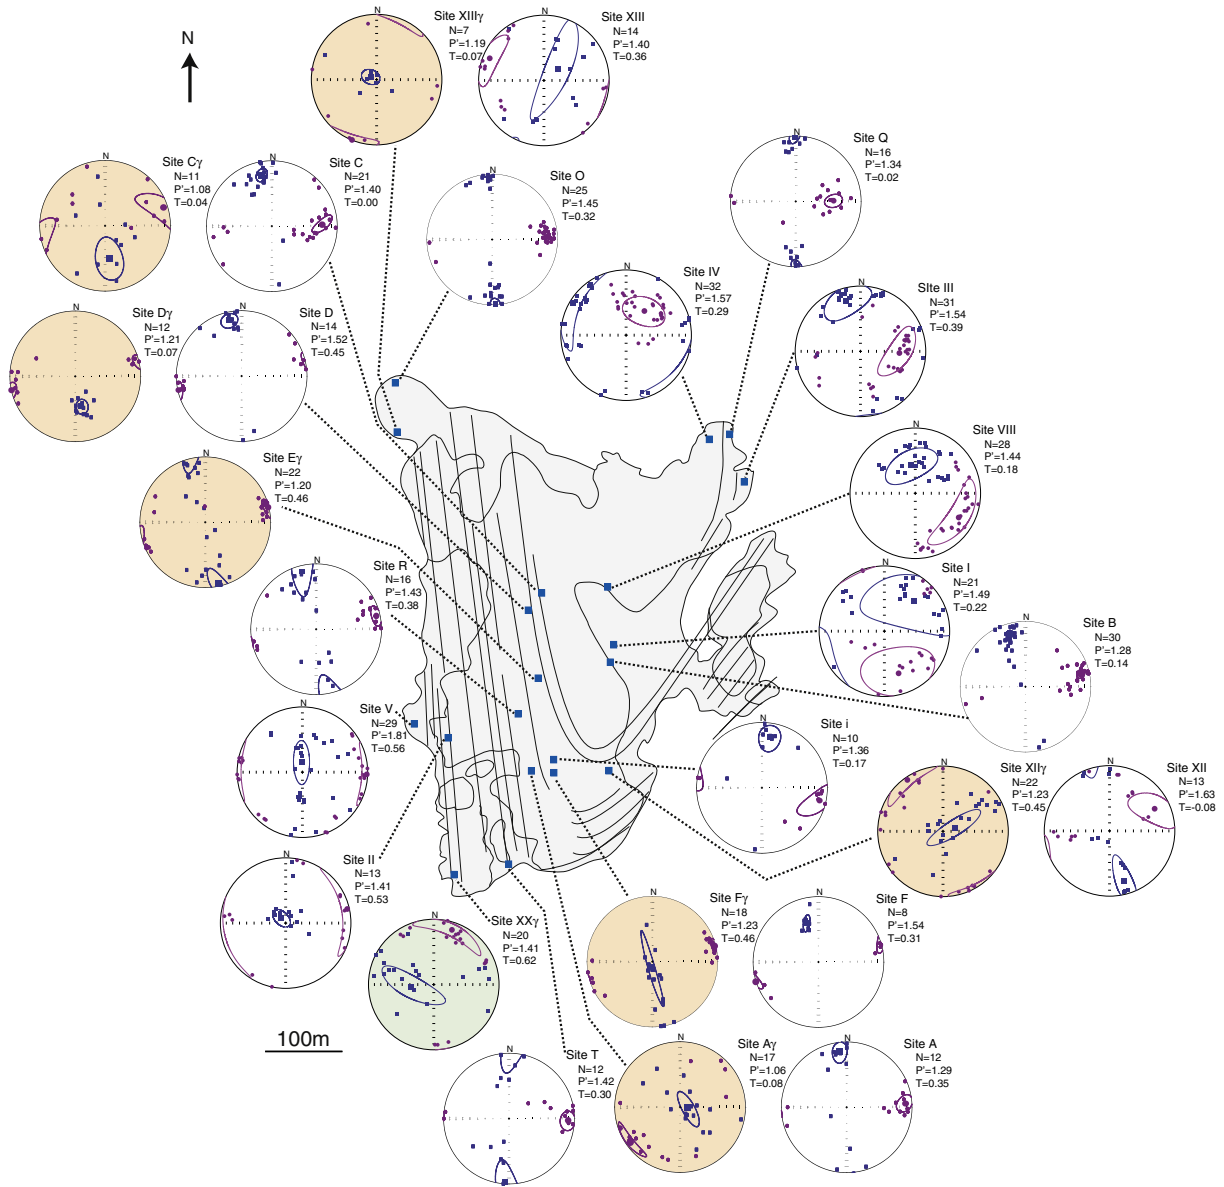 N
N
Site XIIIγ
N=7
P'=1.19
T=0.07
N
Site XIII
N=14
P'=1.40
T=0.36
N
Site Cγ
N=11
P'=1.08
T=0.04
N
Site C
N=21
P'=1.40
T=0.00
N
Site O
N=25
P'=1.45
T=0.32
N
Site Q
N=16
P'=1.34
T=0.02
N
Site IV
N=32
P'=1.57
T=0.29
N
SIte III
N=31
P'=1.54
T=0.39
N
Site Dγ
N=12
P'=1.21
T=0.07
N
Site D
N=14
P'=1.52
T=0.45
N
Site VIII
N=28
P'=1.44
T=0.18
N
Site Eγ
N=22
P'=1.20
T=0.46
N
Site R
N=16
P'=1.43
T=0.38
N
Site I
N=21
P'=1.49
T=0.22
N
Site B
N=30
P'=1.28
T=0.14
N
Site V
N=29
P'=1.81
T=0.56
N
Site i
N=10
P'=1.36
T=0.17
N
Site XIIγ
N=22
P'=1.23
T=0.45
N
Site XII
N=13
P'=1.63
T=-0.08
N
Site II
N=13
P'=1.41
T=0.53
N
Site XXγ
N=20
P'=1.41
T=0.62
N
Site Fγ
N=18
P'=1.23
T=0.46
N
Site F
N=8
P'=1.54
T=0.31
100m
N
Site T
N=12
P'=1.42
T=0.30
N
Site Aγ
N=17
P'=1.06
T=0.08
N
Site A
N=12
P'=1.29
T=0.35